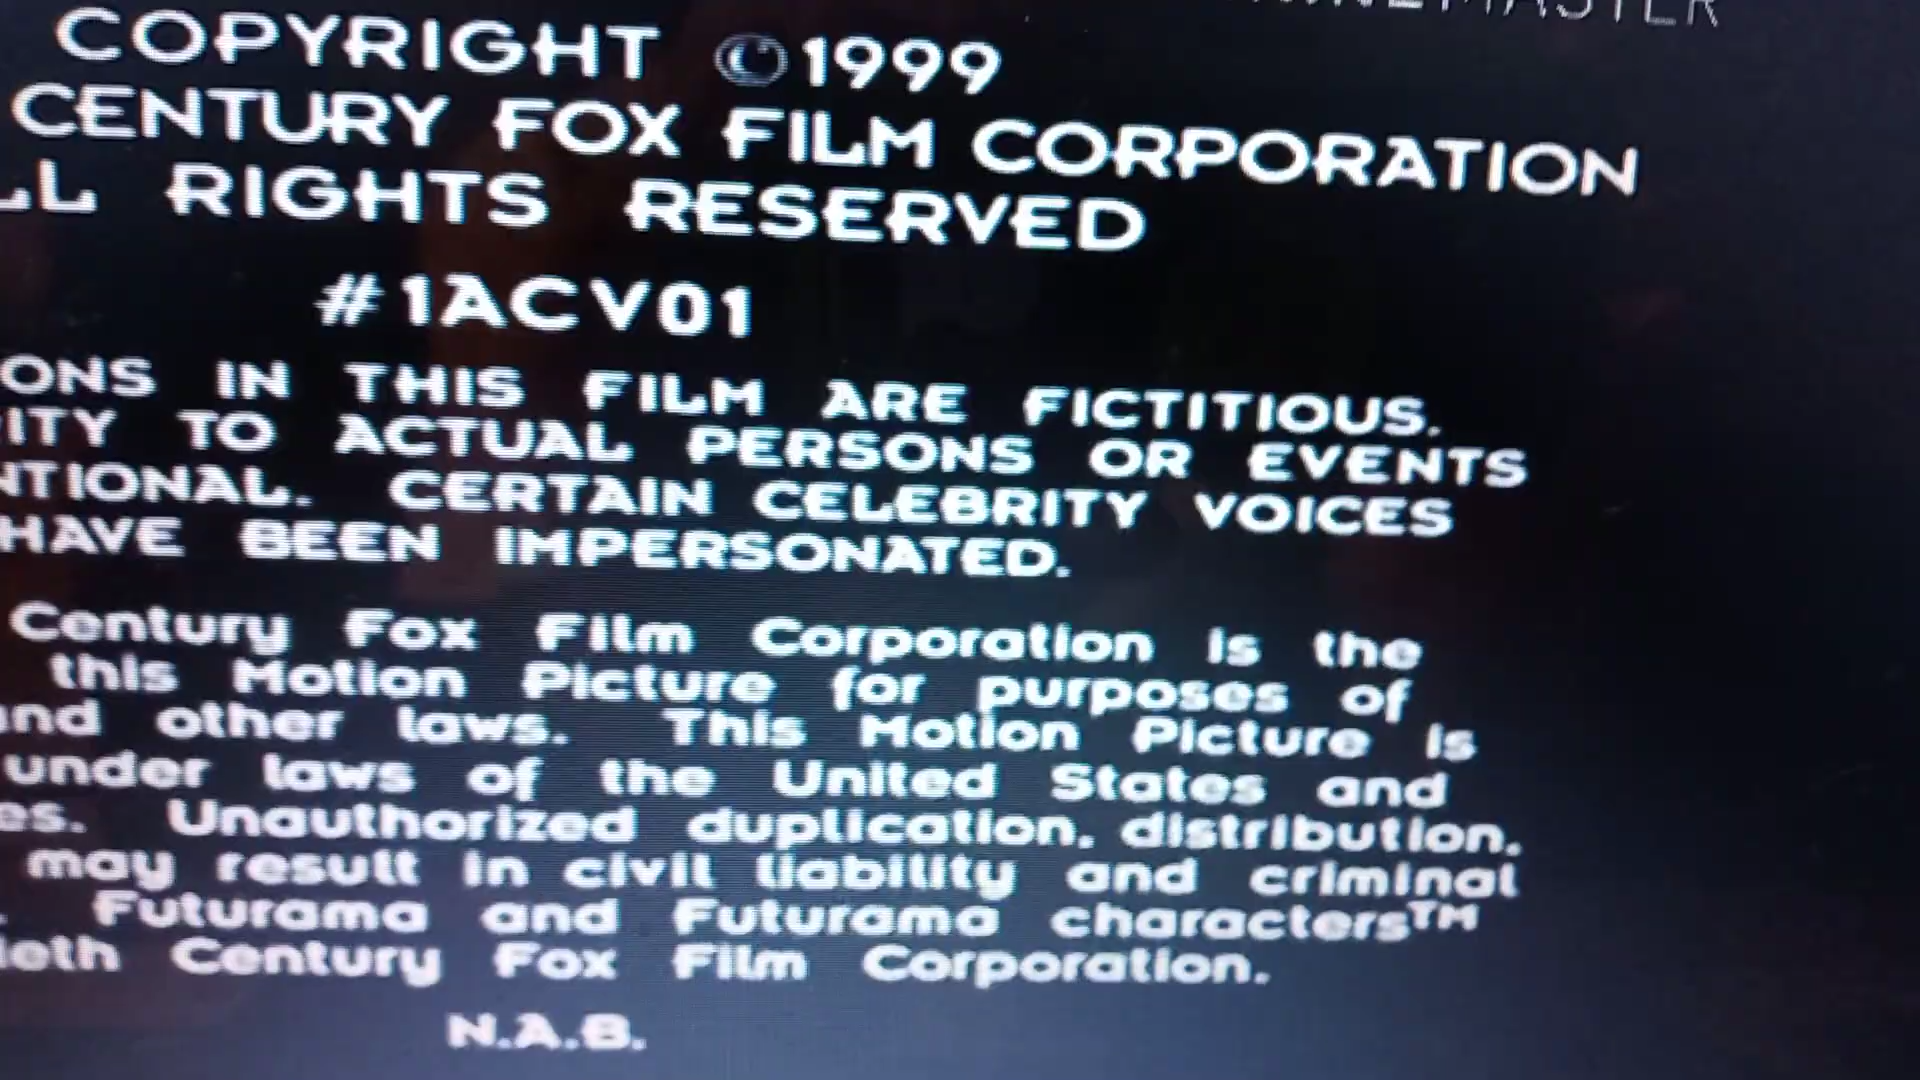 COPYRIGHT ©1999
CENTURY FOX FILM CORPORATION
RIGHTS RESERVED
#1ACV01
IN THIS FILM ARE FICTITIOUS.
TO ACTUAL PERSONS OR EVENTS
CERTAIN CELEBRITY VOICES
HAVE BEEN IMPERSONATED.
Century Fox Film Corporation is the
this Motion Picture for purposes of
and other laws. This Motion Picture is
under laws of the United States and
Unauthorized duplication, distribution,
may result in civil liability and criminal
Futurama and Futurama characters™
Century Fox Film Corporation.
N.A.B.